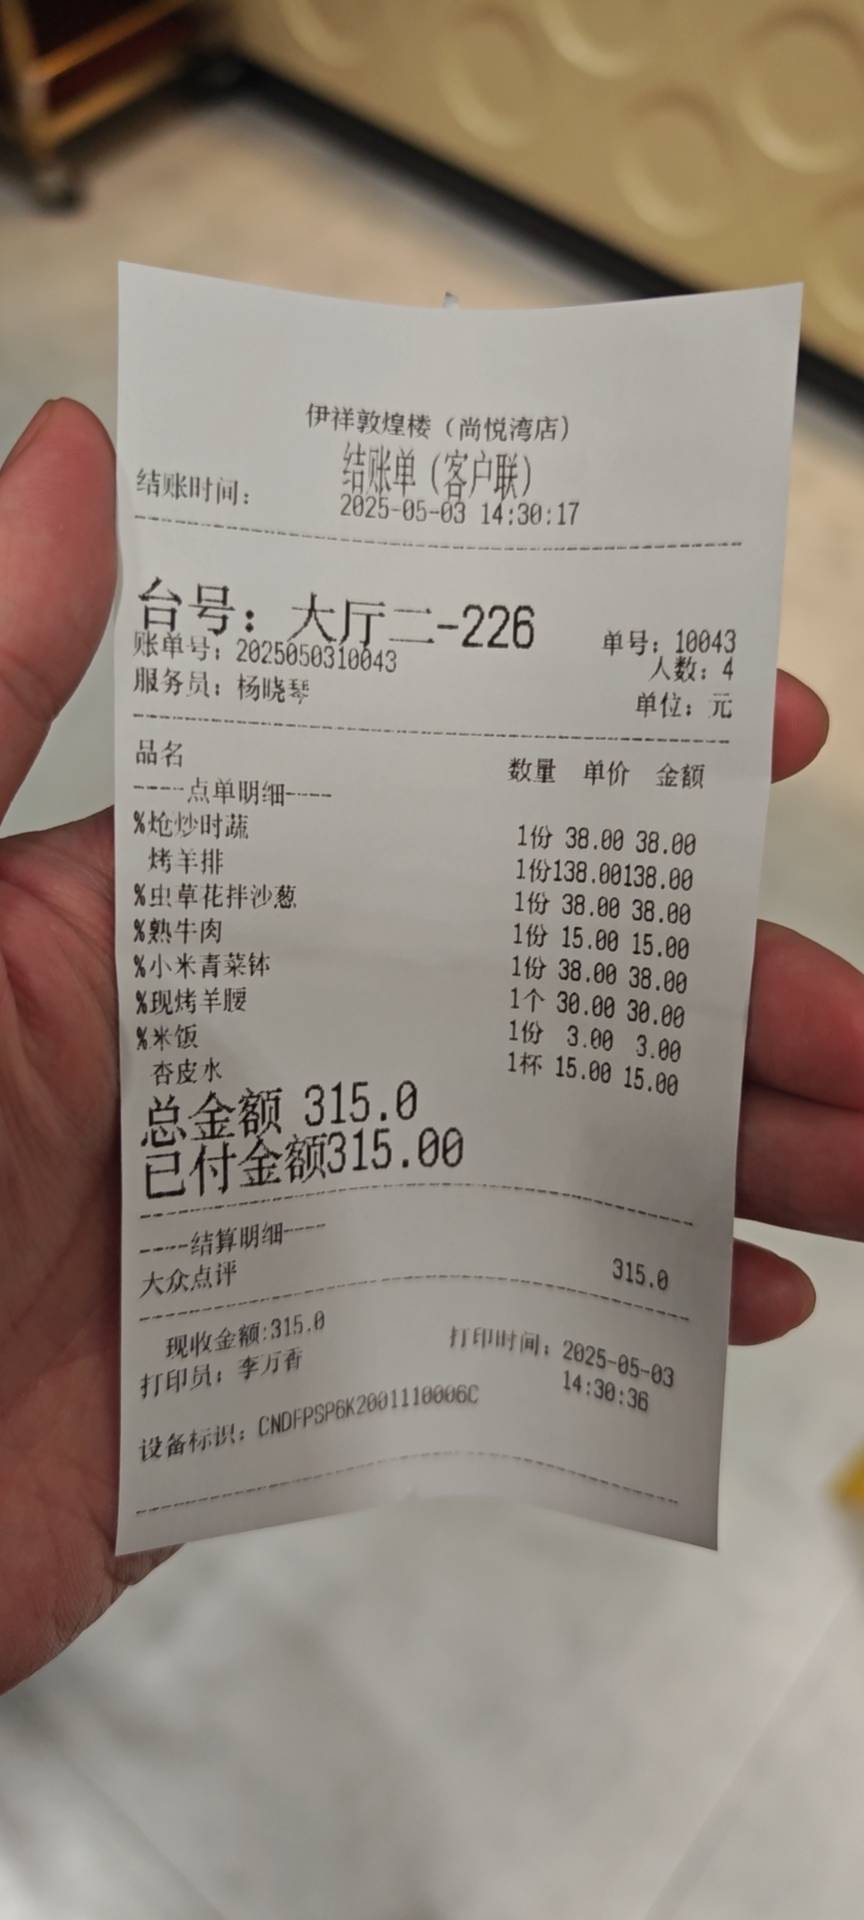 伊祥敦煌楼（尚悦湾店）
结账单（客户联）
结账时间： 2025-05-03 14:30:17
台号：大厅二-226
单号：10043
账单号：2025050310043
人数：4
服务员：杨晓琴
单位：元
品名 数量 单价 金额
----点单明细----
%炝炒时蔬 1份 38.00 38.00
烤羊排 1份138.00138.00
%虫草花拌沙葱 1份 38.00 38.00
%熟牛肉 1份 15.00 15.00
%小米青菜钵 1份 38.00 38.00
%现烤羊腰 1个 30.00 30.00
%米饭 1份 3.00 3.00
杏皮水 1杯 15.00 15.00
总金额 315.0
已付金额315.00
----结算明细----
大众点评 315.0
现收金额:315.0
打印员：李万香 打印时间：2025-05-03
14:30:36
设备标识：CNDFPSP6K2001110006C